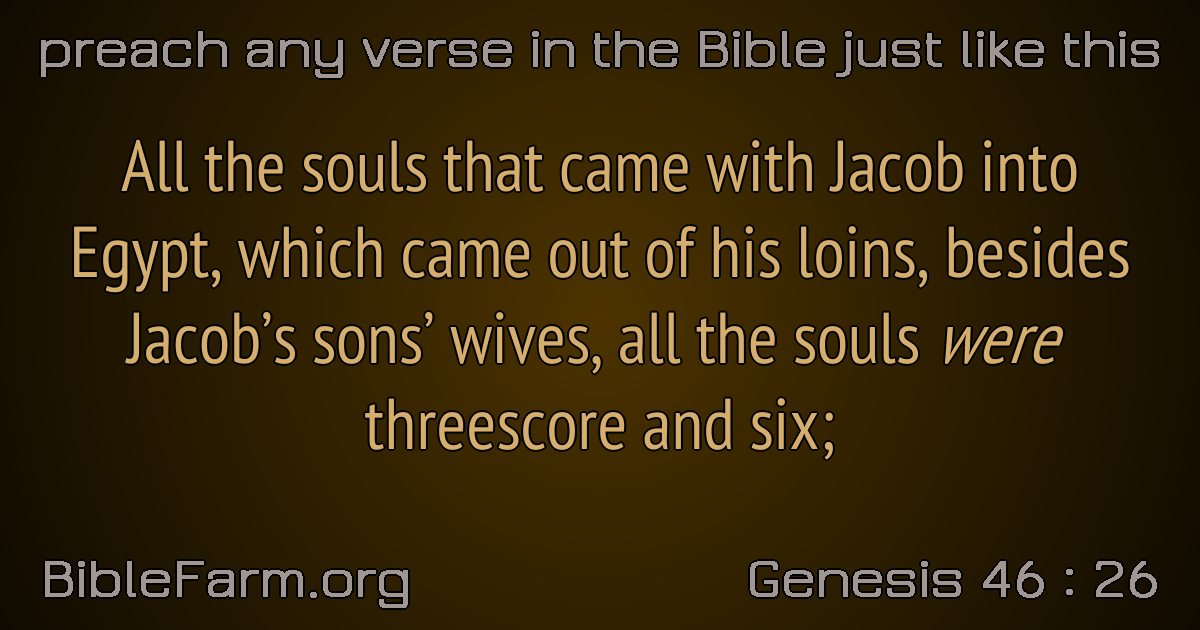 preach any verse in the Bible just like this
All the souls that came with Jacob into
Egypt, which came out of his loins, besides
Jacob’s sons’ wives, all the souls were
threescore and six;
BibleFarm.org
Genesis 46 : 26